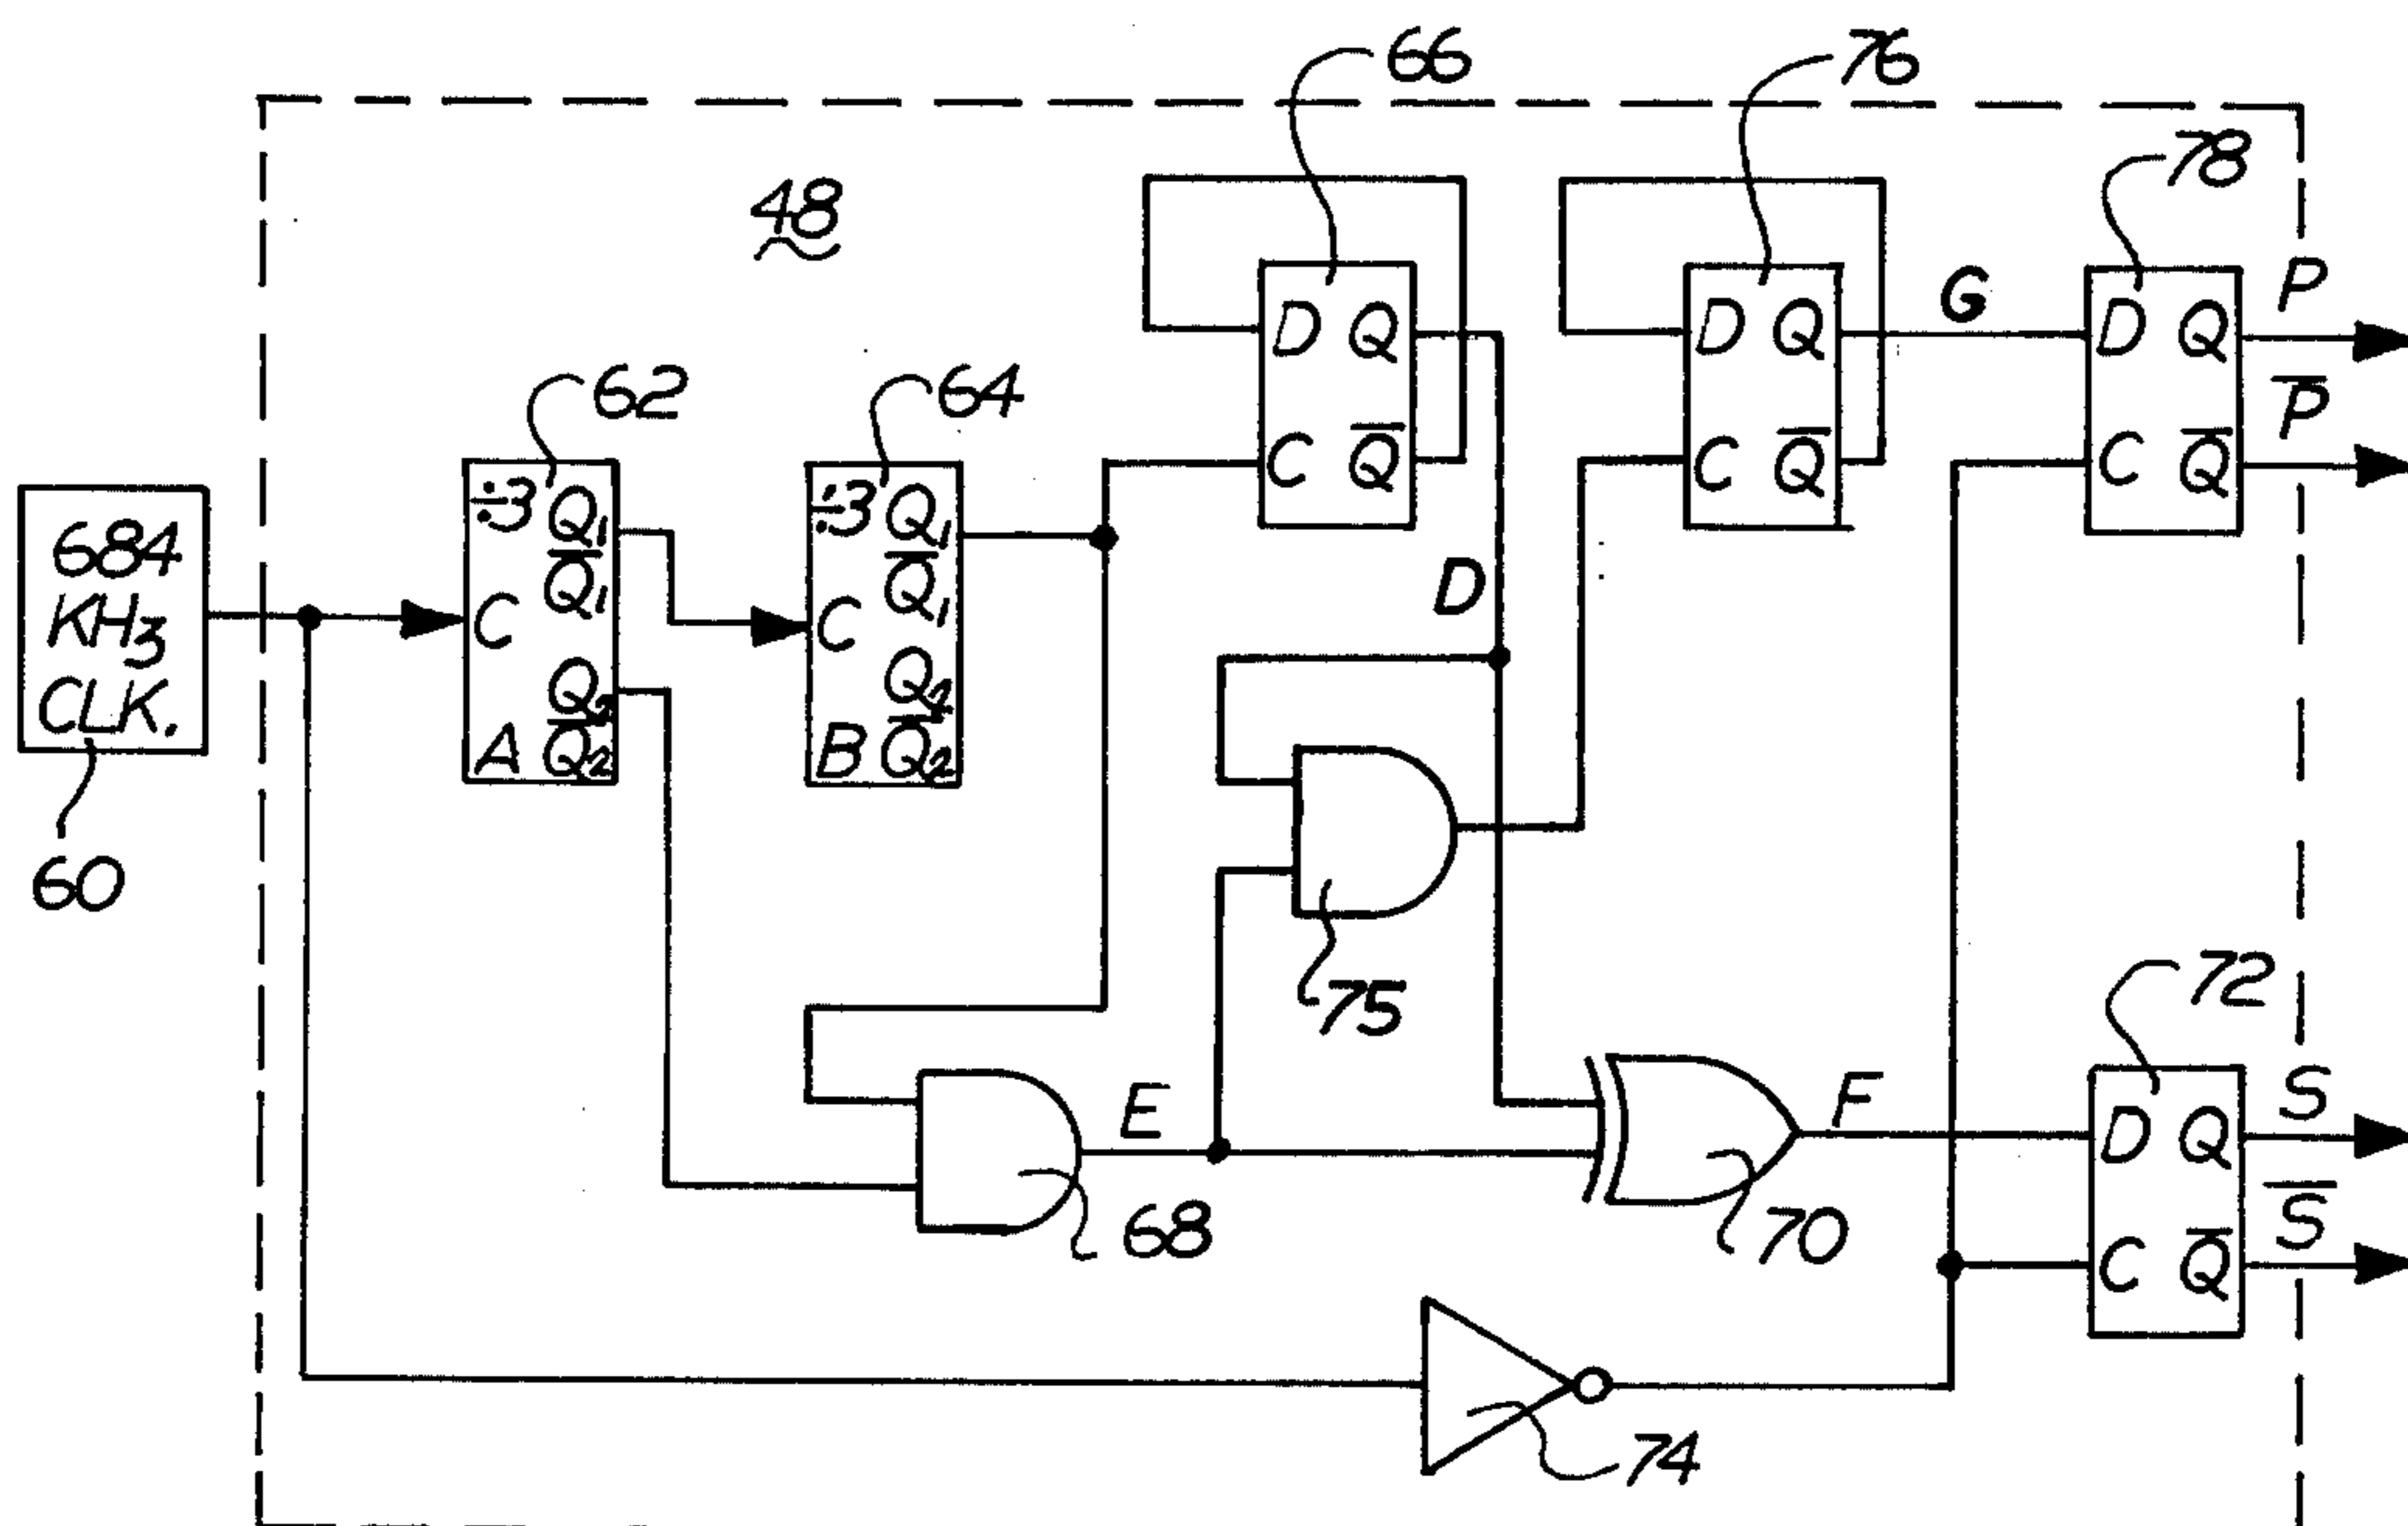 66
76
78
48
D Q
C Q̅
D Q
C Q̅
G
D Q
C Q̅
P
P̅
62
64
684
KHz
CLK.
60
÷3 Q1
Q̅1
C
Q2
A Q̅2
÷3 Q1
Q̅1
C
Q2
B Q̅2
D
75
72
E
F
D Q
C Q̅
S
S̅
68
70
74